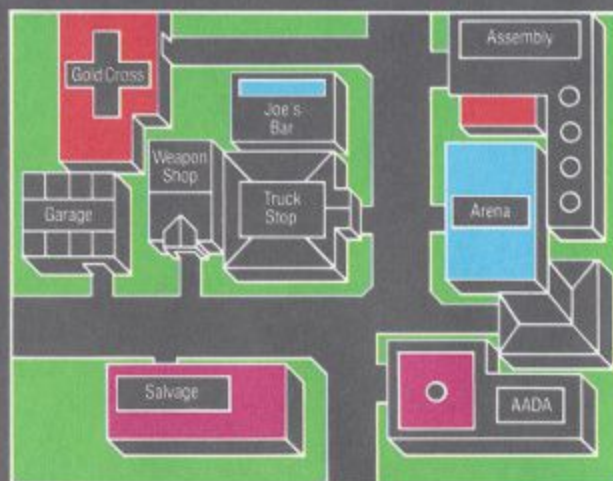 Assembly
Gold Cross
Joe's
Bar
Weapon
Shop
Garage
Truck
Stop
Arena
Salvage
AADA